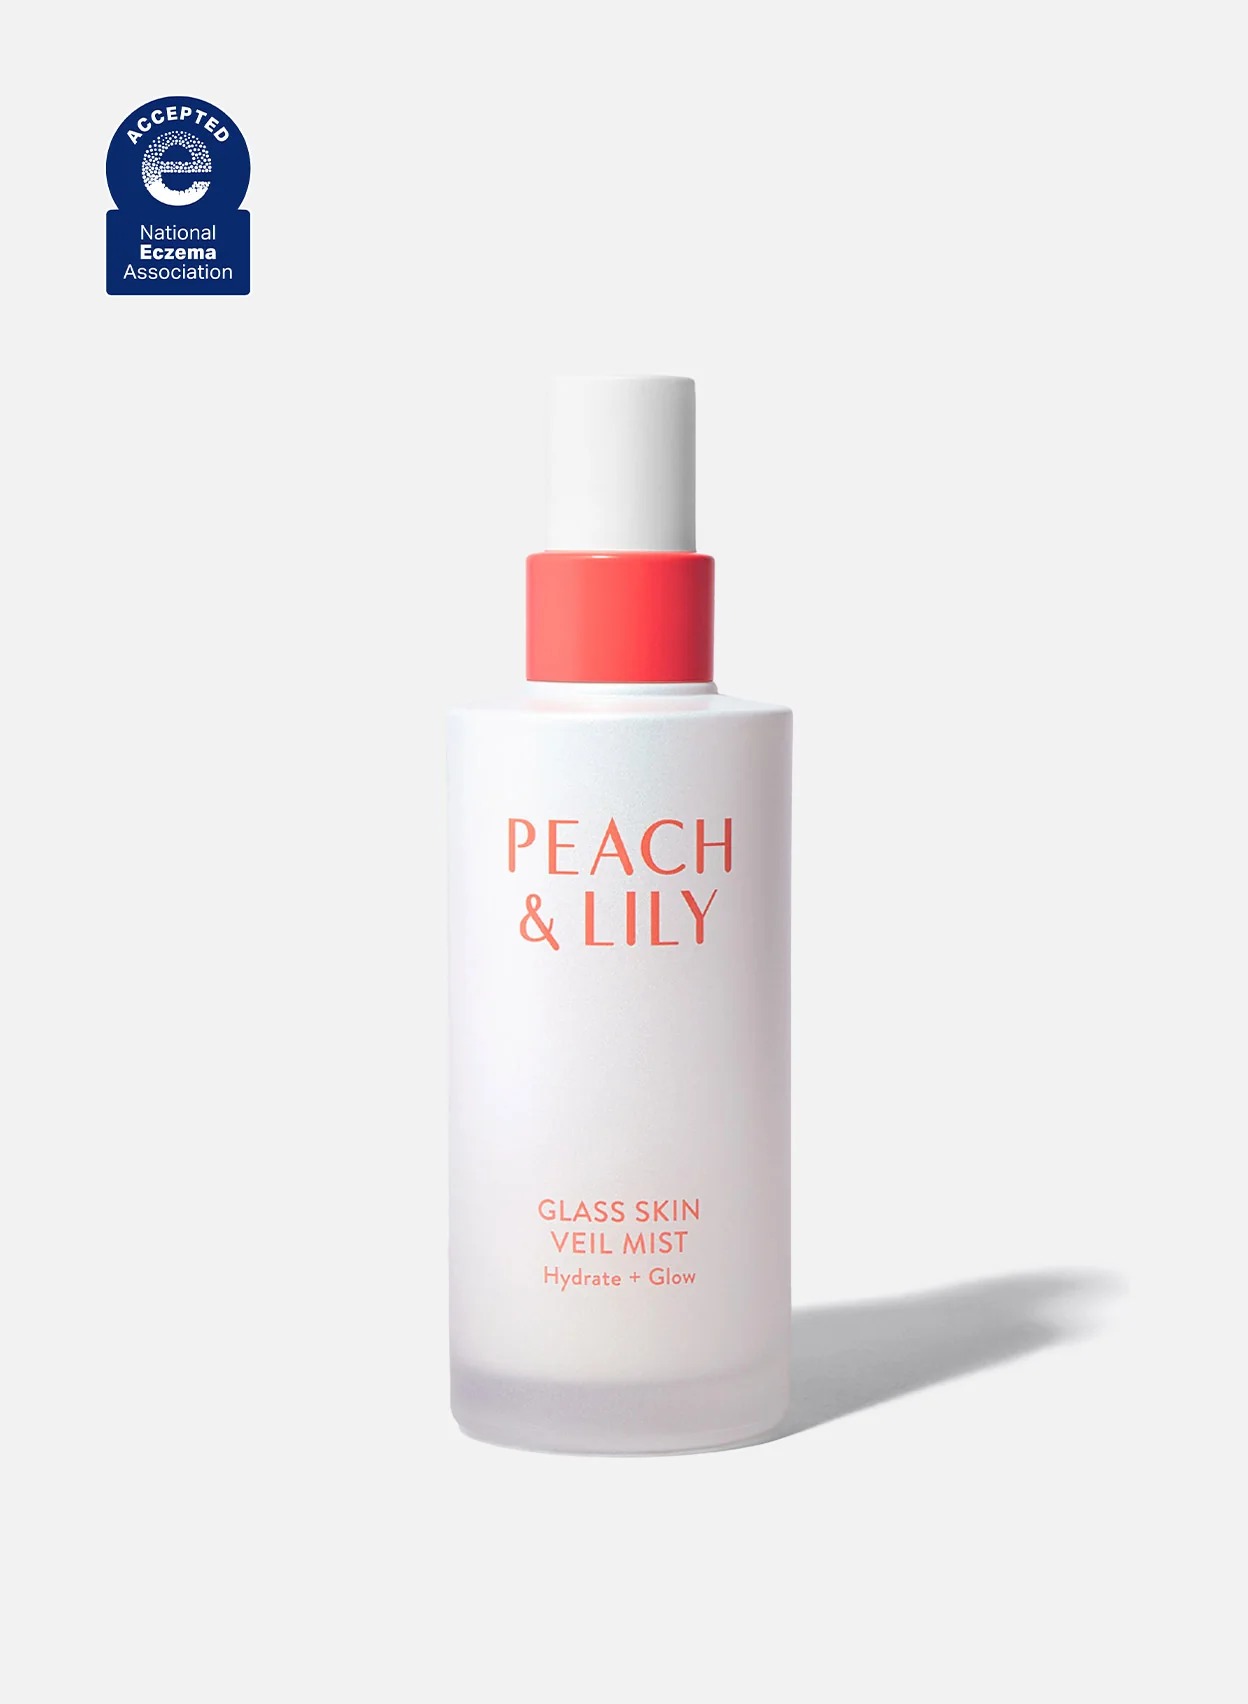 ACCEPTED
e
National
Eczema
Association
PEACH
& LILY
GLASS SKIN
VEIL MIST
Hydrate + Glow